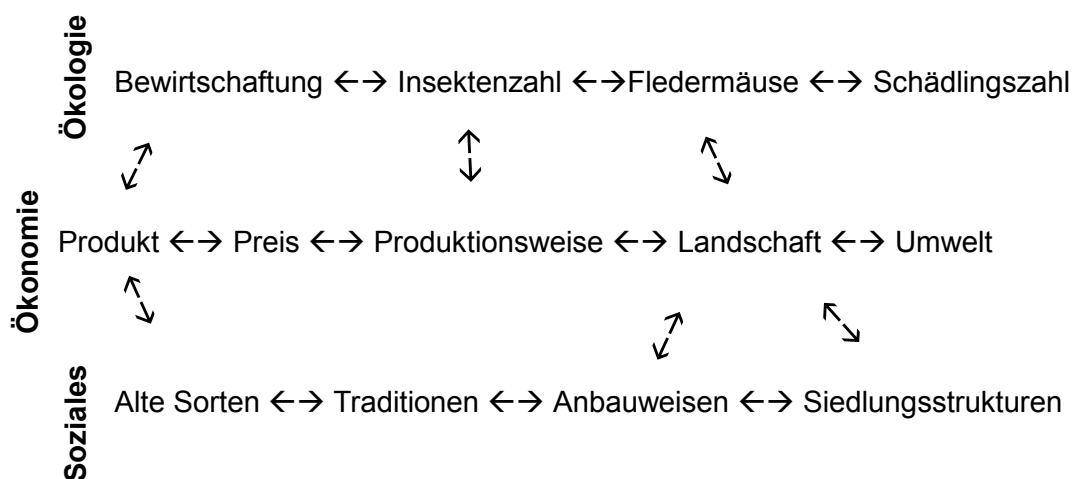 Ökologie
Bewirtschaftung ←→ Insektenzahl ←→Fledermäuse ←→ Schädlingszahl
Ökonomie
Produkt ←→ Preis ←→ Produktionsweise ←→ Landschaft ←→ Umwelt
Soziales
Alte Sorten ←→ Traditionen ←→ Anbauweisen ←→ Siedlungsstrukturen